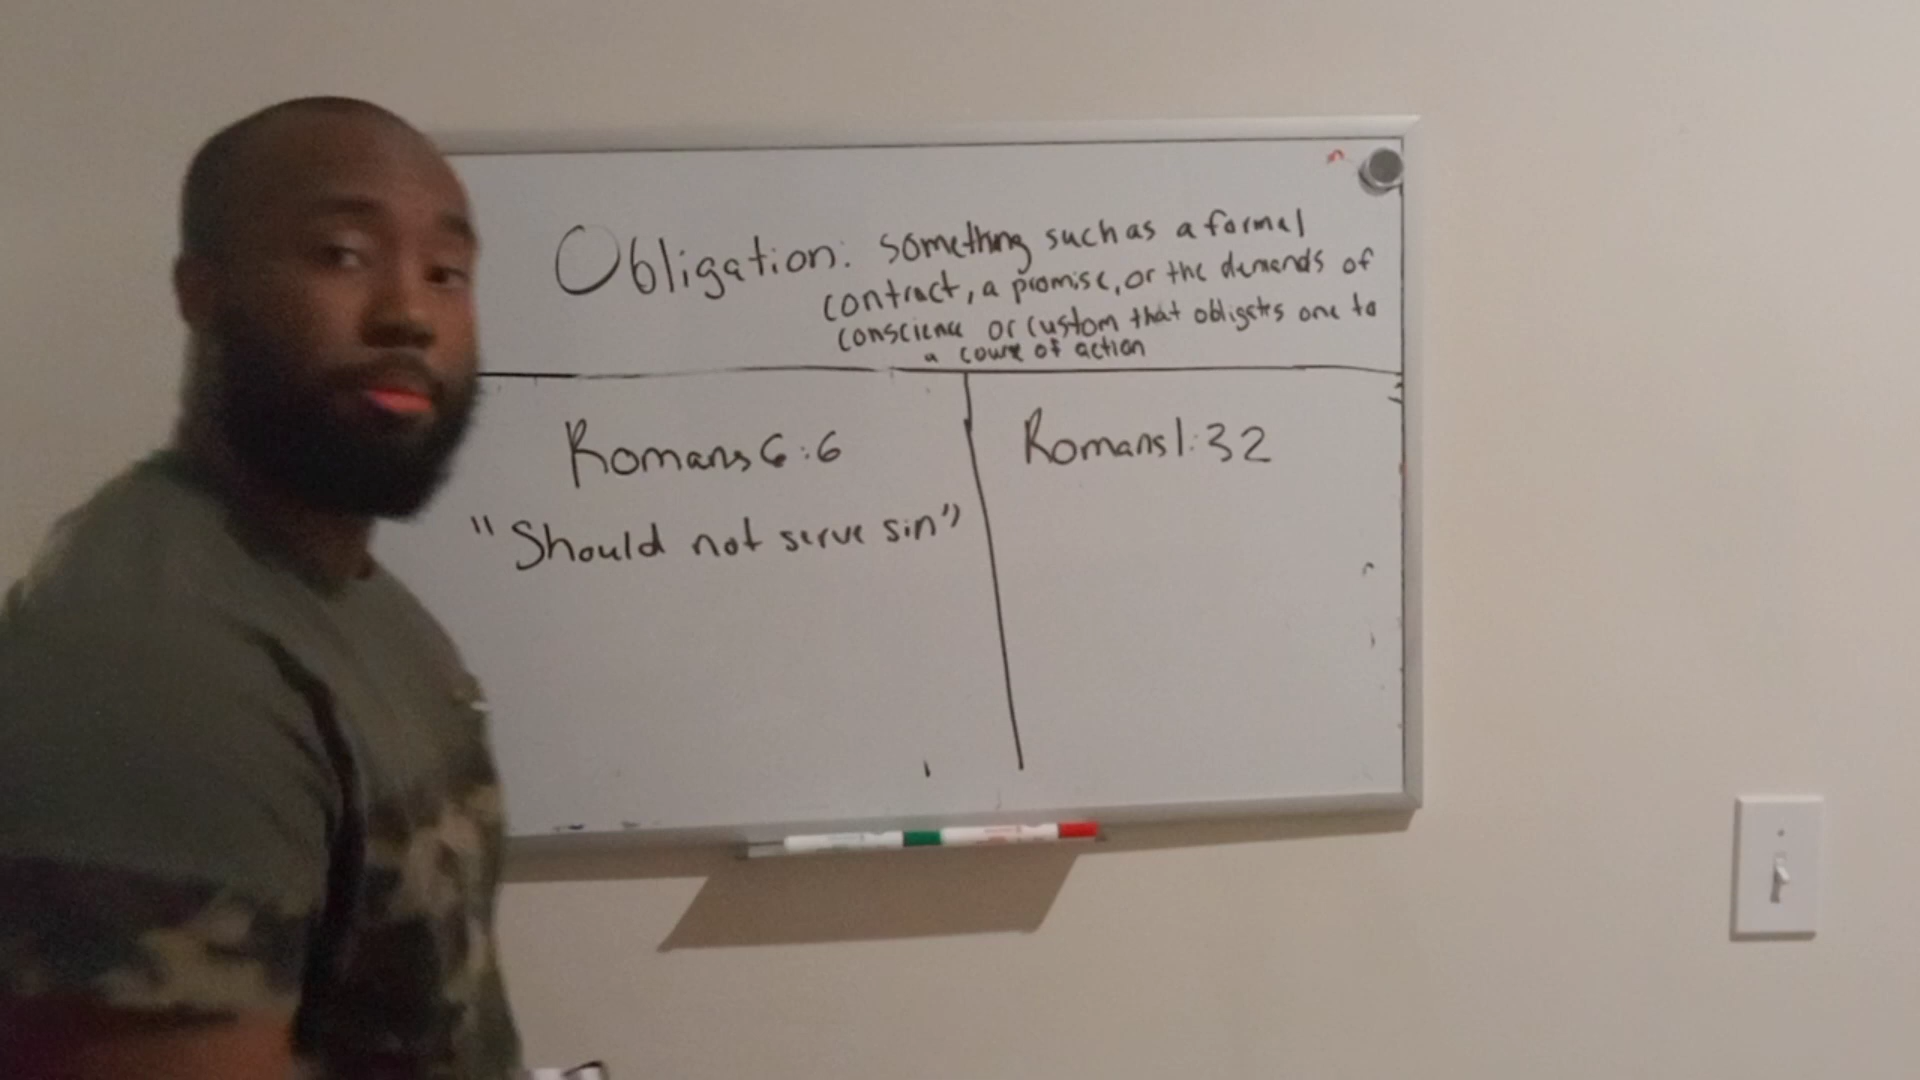 Obligation: something such as a formal
contract, a promise, or the demands of
conscience or custom that obligates one to
a course of action
Romans 6:6
"Should not serve sin"
Romans 1:32